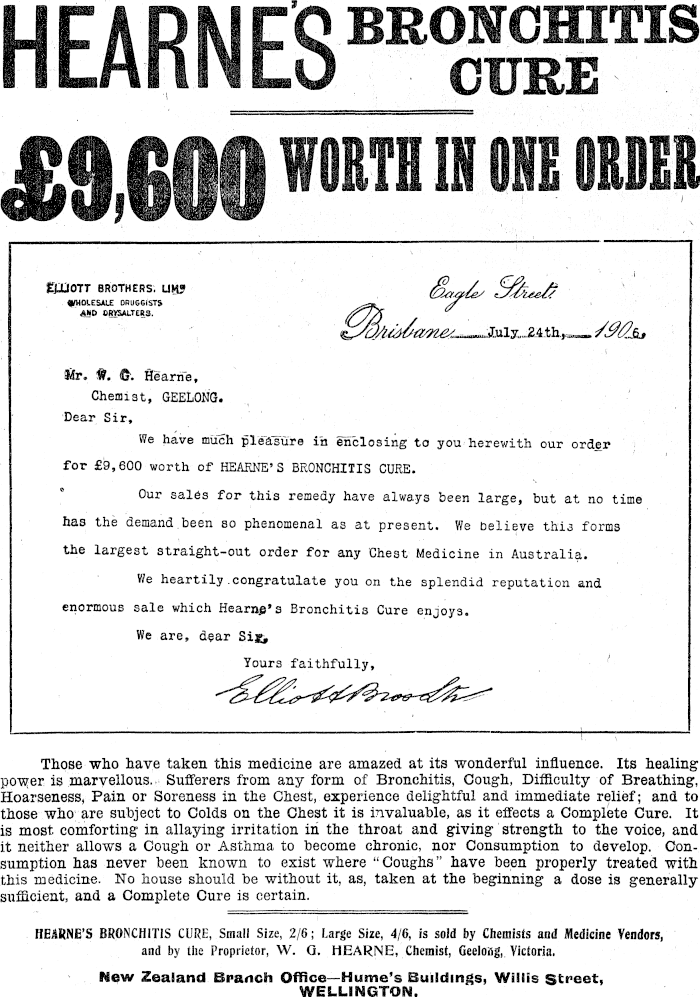 HEARNE'S BRONCHITIS
CURE
£9,600 WORTH IN ONE ORDER
ELLIOTT BROTHERS, LIMD
WHOLESALE DRUGGISTS
AND DRYSALTERS.
Eagle Street.
Brisbane July 24th, 1906.
Mr. W. G. Hearne,
Chemist, GEELONG.
Dear Sir,
We have much pleasure in enclosing to you herewith our order
for £9,600 worth of HEARNE'S BRONCHITIS CURE.
Our sales for this remedy have always been large, but at no time
has the demand been so phenomenal as at present. We believe this forms
the largest straight-out order for any Chest Medicine in Australia.
We heartily congratulate you on the splendid reputation and
enormous sale which Hearne's Bronchitis Cure enjoys.
We are, dear Sir,
Yours faithfully,
Elliott Bros Ld
Those who have taken this medicine are amazed at its wonderful influence. Its healing
power is marvellous. Sufferers from any form of Bronchitis, Cough, Difficulty of Breathing,
Hoarseness, Pain or Soreness in the Chest, experience delightful and immediate relief; and to
those who are subject to Colds on the Chest it is invaluable, as it effects a Complete Cure. It
is most comforting in allaying irritation in the throat and giving strength to the voice, and
it neither allows a Cough or Asthma to become chronic, nor Consumption to develop. Con-
sumption has never been known to exist where "Coughs" have been properly treated with
this medicine. No house should be without it, as, taken at the beginning a dose is generally
sufficient, and a Complete Cure is certain.
HEARNE'S BRONCHITIS CURE, Small Size, 2/6; Large Size, 4/6, is sold by Chemists and Medicine Vendors,
and by the Proprietor, W. G. HEARNE, Chemist, Geelong, Victoria.
New Zealand Branch Office—Hume's Buildings, Willis Street,
WELLINGTON.